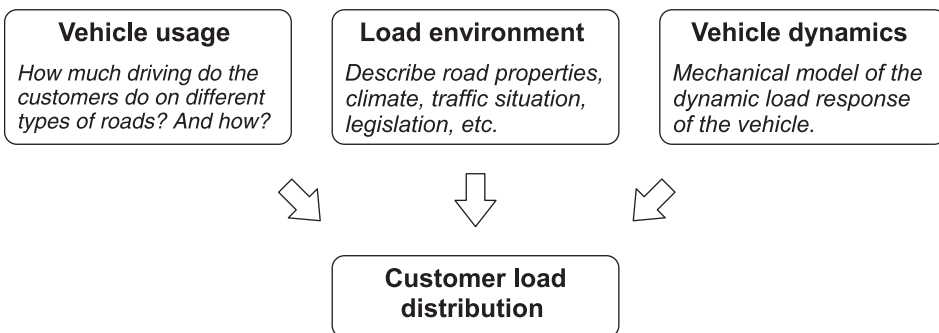 Vehicle usage
How much driving do the
customers do on different
types of roads? And how?
Load environment
Describe road properties,
climate, traffic situation,
legislation, etc.
Vehicle dynamics
Mechanical model of the
dynamic load response
of the vehicle.
Customer load
distribution